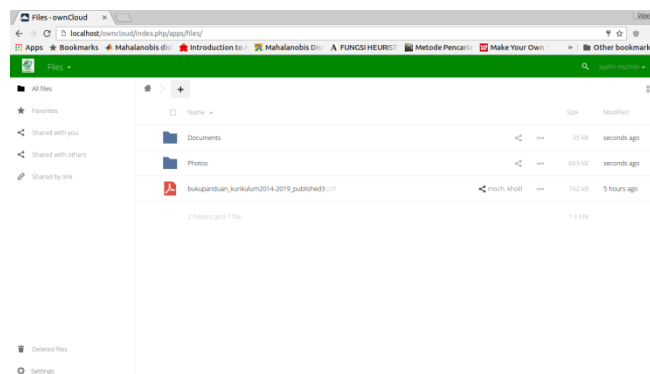 Files - ownCloud ×
localhost/owncloud/index.php/apps/files/
Apps Bookmarks Mahalanobis dis Introduction to Mahalanobis Dis A FUNGSI HEURIST Metode Pencaria Make Your Own » Other bookmark
Files
All files
+
Favorites
Name Size Modified
Shared with you
Documents 35 kB seconds ago
Shared with others
Photos 663 kB seconds ago
Shared by link
bukupanduan_kurikulum2014-2019_published3.pdf moch. kholil 742 kB 5 hours ago
2 folders and 1 file 1.4 MB
Deleted files
Settings